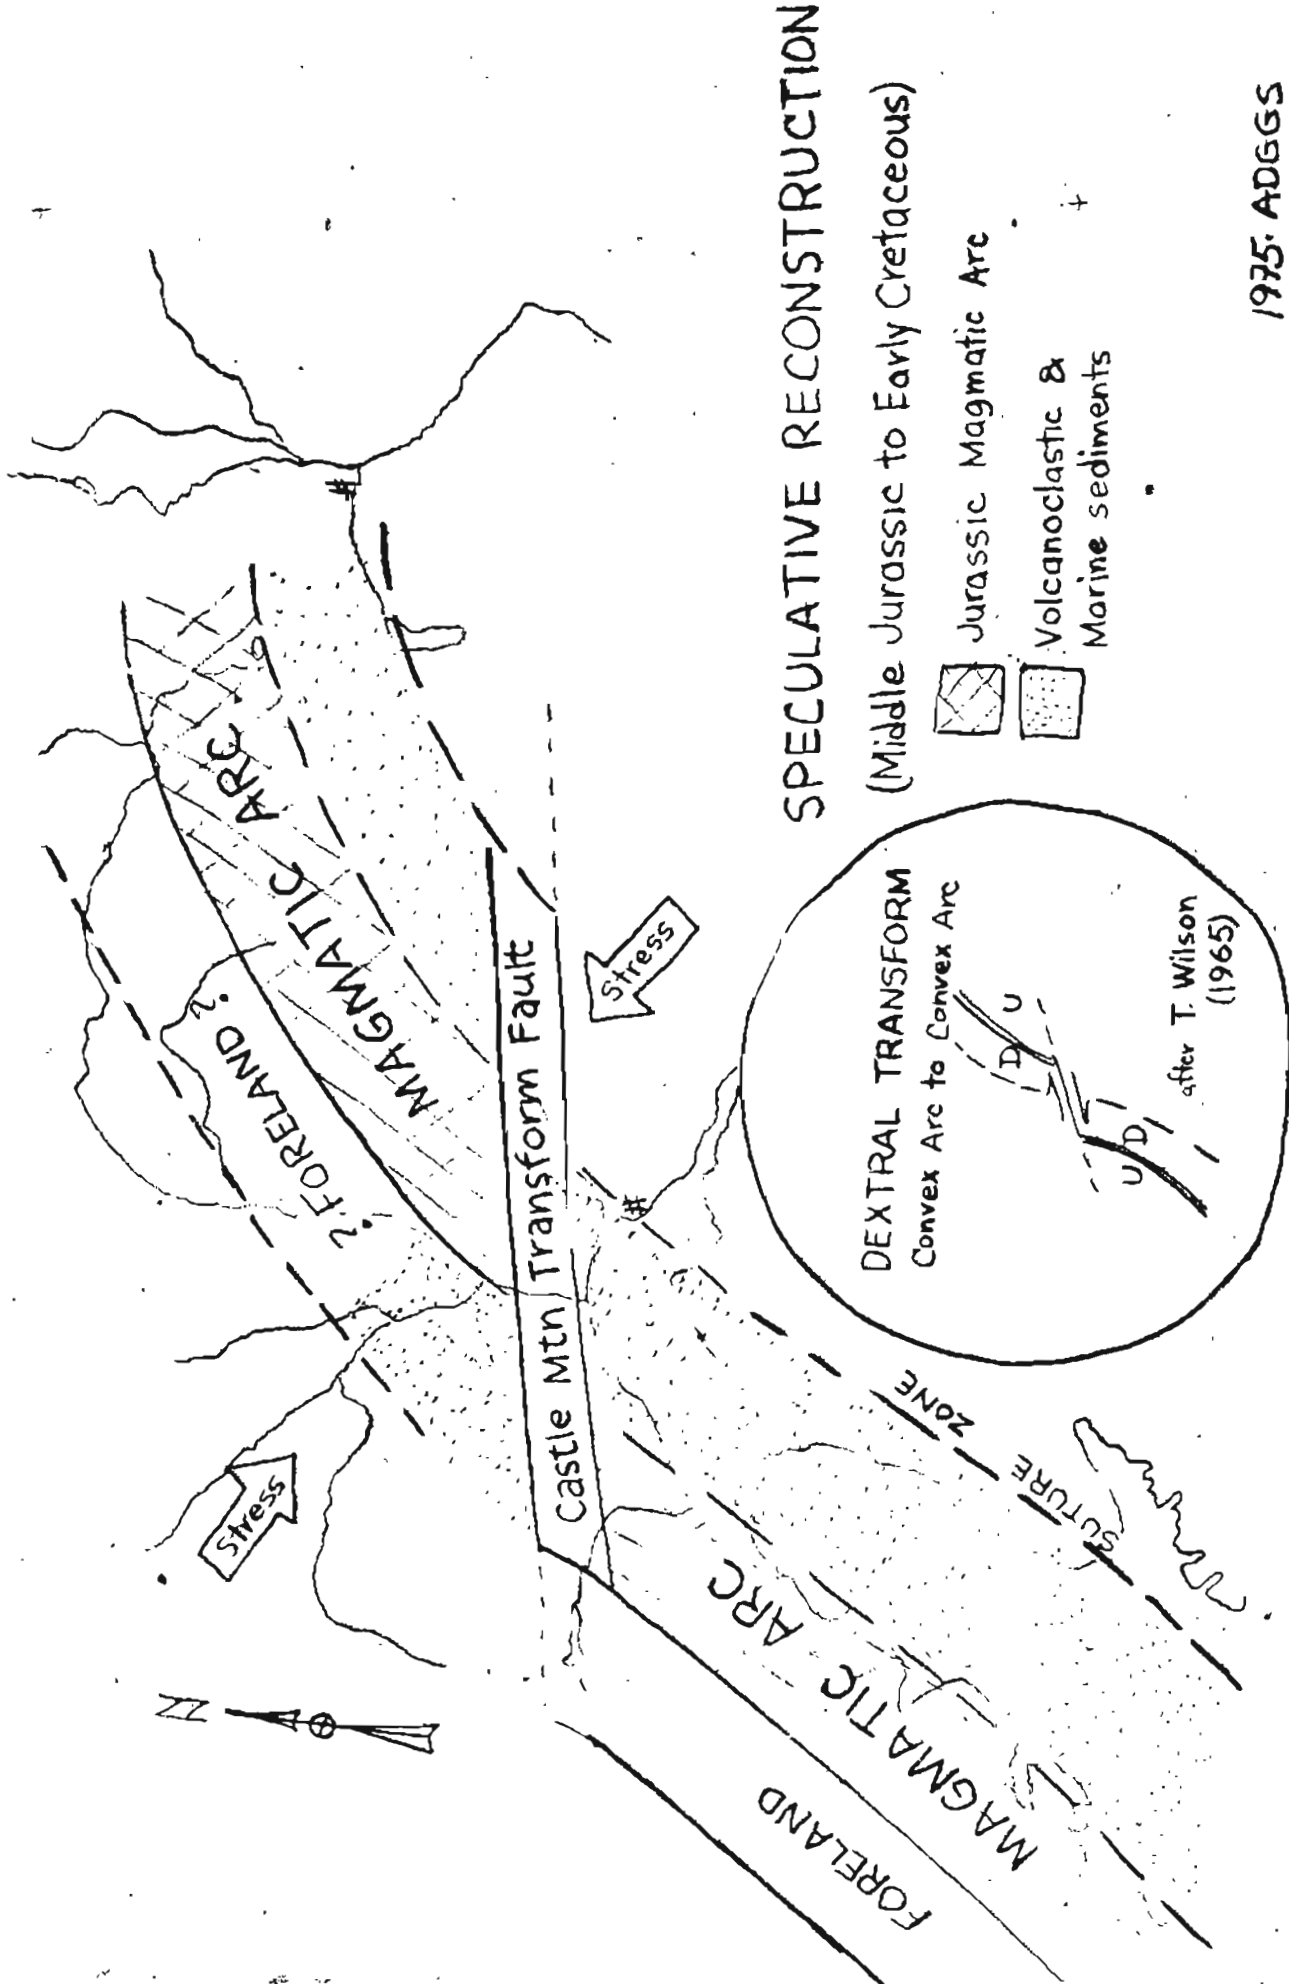 SPECULATIVE RECONSTRUCTION
(Middle Jurassic to Early Cretaceous)
Jurassic Magmatic Arc
Volcanoclastic &
Marine sediments
1975. ADGGS
N
Stress
? FORELAND ?
MAGMATIC ARC
Castle Mtn Transform Fault
Stress
FORELAND
MAGMATIC ARC
SUTURE ZONE
DEXTRAL TRANSFORM
Convex Arc to Convex Arc
D U
U D
after T. Wilson
(1965)